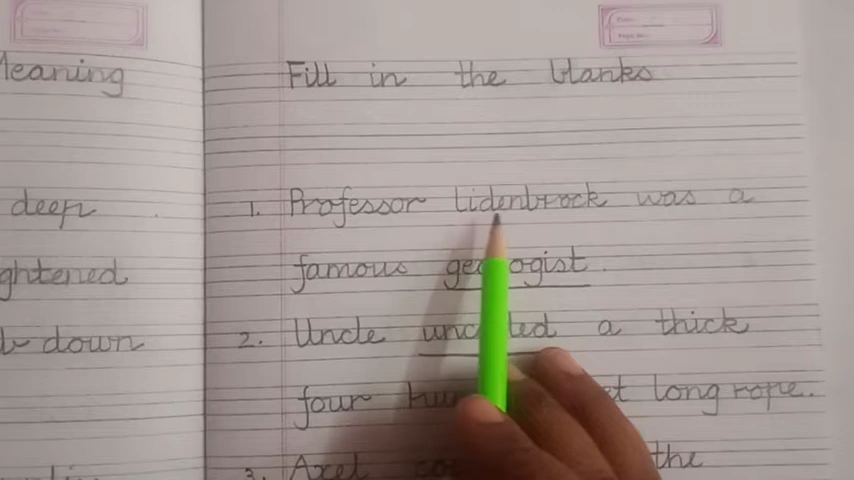 Meaning
deep
down
Fill in the blanks
1. Professor Lidenbrock was a
famous geologist.
2. Uncle uncoiled a thick
four long rope.
3. Axel the